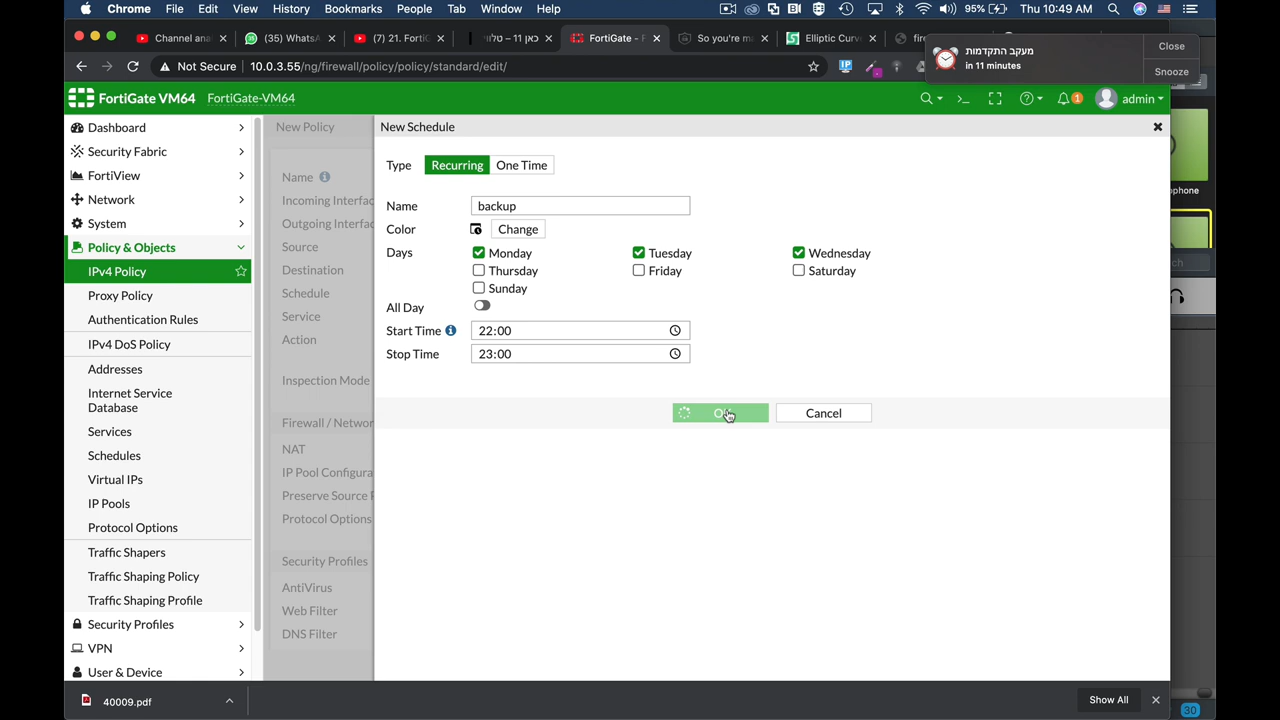 Chrome File Edit View History Bookmarks People Tab Window Help 95% Thu 10:49 AM
Channel ana (35) WhatsA (7) 21. FortiC כאן 11 – סלוו FortiGate - F So you're ma Elliptic Curve
Not Secure 10.0.3.55/ng/firewall/policy/policy/standard/edit/
מעקב התקדמות
in 11 minutes
Close
Snooze
FortiGate VM64 FortiGate-VM64 1 admin
Dashboard
Security Fabric
FortiView
Network
System
Policy & Objects
IPv4 Policy
Proxy Policy
Authentication Rules
IPv4 DoS Policy
Addresses
Internet Service
Database
Services
Schedules
Virtual IPs
IP Pools
Protocol Options
Traffic Shapers
Traffic Shaping Policy
Traffic Shaping Profile
Security Profiles
VPN
User & Device
New Policy
Name
Incoming Interfac
Outgoing Interfac
Source
Destination
Schedule
Service
Action
Inspection Mode
Firewall / Networ
NAT
IP Pool Configura
Preserve Source P
Protocol Options
Security Profiles
AntiVirus
Web Filter
DNS Filter
New Schedule
Type Recurring One Time
Name backup
Color Change
Days Monday Tuesday Wednesday
Thursday Friday Saturday
Sunday
All Day
Start Time 22:00
Stop Time 23:00
Cancel
ophone
40009.pdf
Show All
30